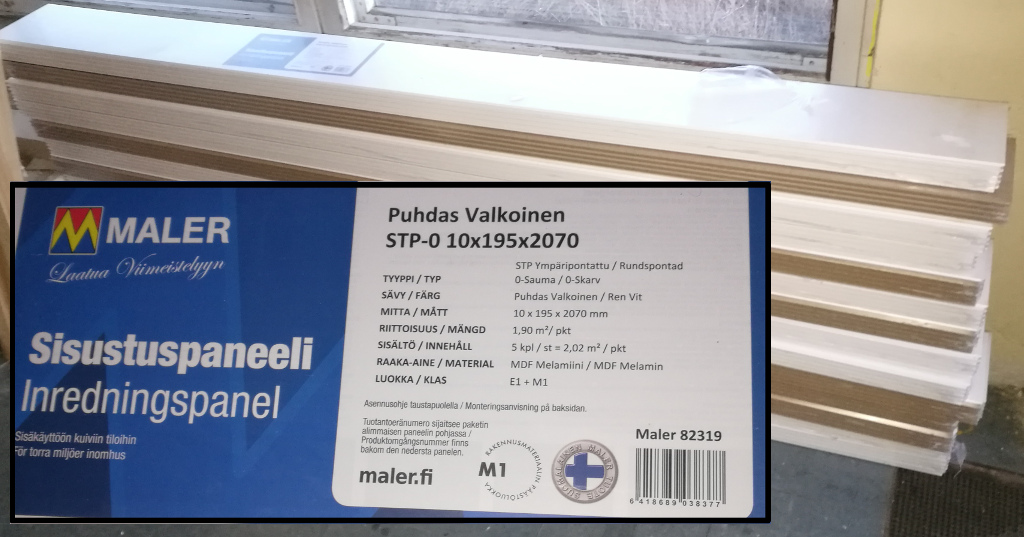 MALER
Laatua Viimeistelyyn
Sisustuspaneeli
Inredningspanel
Sisäkäyttöön kuiviin tiloihin
För torra miljöer inomhus
Puhdas Valkoinen
STP-0 10x195x2070
STP Ympäripontattu / Rundspontad
TYYPPI / TYP 0-Sauma / 0-Skarv
SÄVY / FÄRG Puhdas Valkoinen / Ren Vit
MITTA / MÅTT 10 x 195 x 2070 mm
RIITTOISUUS / MÄNGD 1,90 m²/ pkt
SISÄLTÖ / INNEHÅLL 5 kpl / st = 2,02 m² / pkt
RAAKA-AINE / MATERIAL MDF Melamiini / MDF Melamin
LUOKKA / KLAS E1 + M1
Asennusohje taustapuolella / Monteringsanvisning på baksidan.
Tuotantoeränumero sijaitsee paketin
alimmaisen paneelin pohjassa /
Produktomgångsnummer finns
bakom den nedersta panelen.
maler.fi
M1
RAKENNUSMATERIAALIN PÄÄSTÖLUOKKA
SUOMALAINEN MALER TUOTE
Maler 82319
6 418689 038377